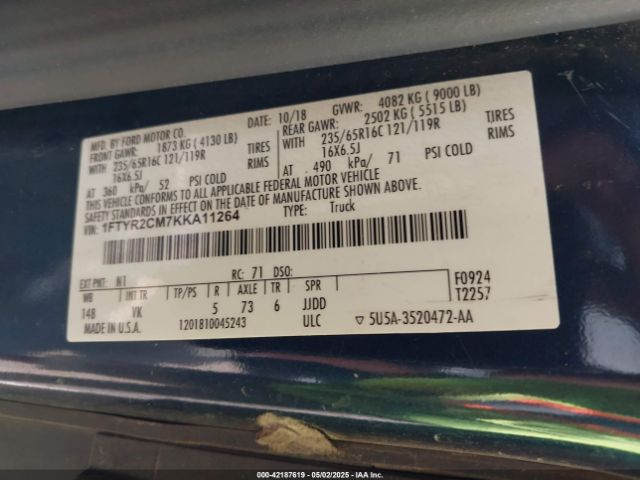 MFD. BY FORD MOTOR CO.
DATE: 10/18 GVWR: 4082 KG ( 9000 LB)
FRONT GAWR: 1873 KG ( 4130 LB) REAR GAWR: 2502 KG ( 5515 LB)
WITH 235/65R16C 121/119R TIRES WITH 235/65R16C 121/119R TIRES
16X6.5J RIMS 16X6.5J RIMS
AT 360 kPa/ 52 PSI COLD AT 490 kPa/ 71 PSI COLD
THIS VEHICLE CONFORMS TO ALL APPLICABLE FEDERAL MOTOR VEHICLE
SAFETY STANDARDS IN EFFECT ON THE DATE OF MANUFACTURE SHOWN ABOVE.
VIN: 1FTYR2CM7KKA11264 TYPE: Truck
EXT PNT: N1 RC: 71 DSO:
WB INT TR TP/PS R AXLE TR SPR F0924
148 VK 5 73 6 JJDD T2257
MADE IN U.S.A. 1201810045243 ULC ▽ 5U5A-3520472-AA
000-42187619 - 05/02/2025 - IAA, Inc.